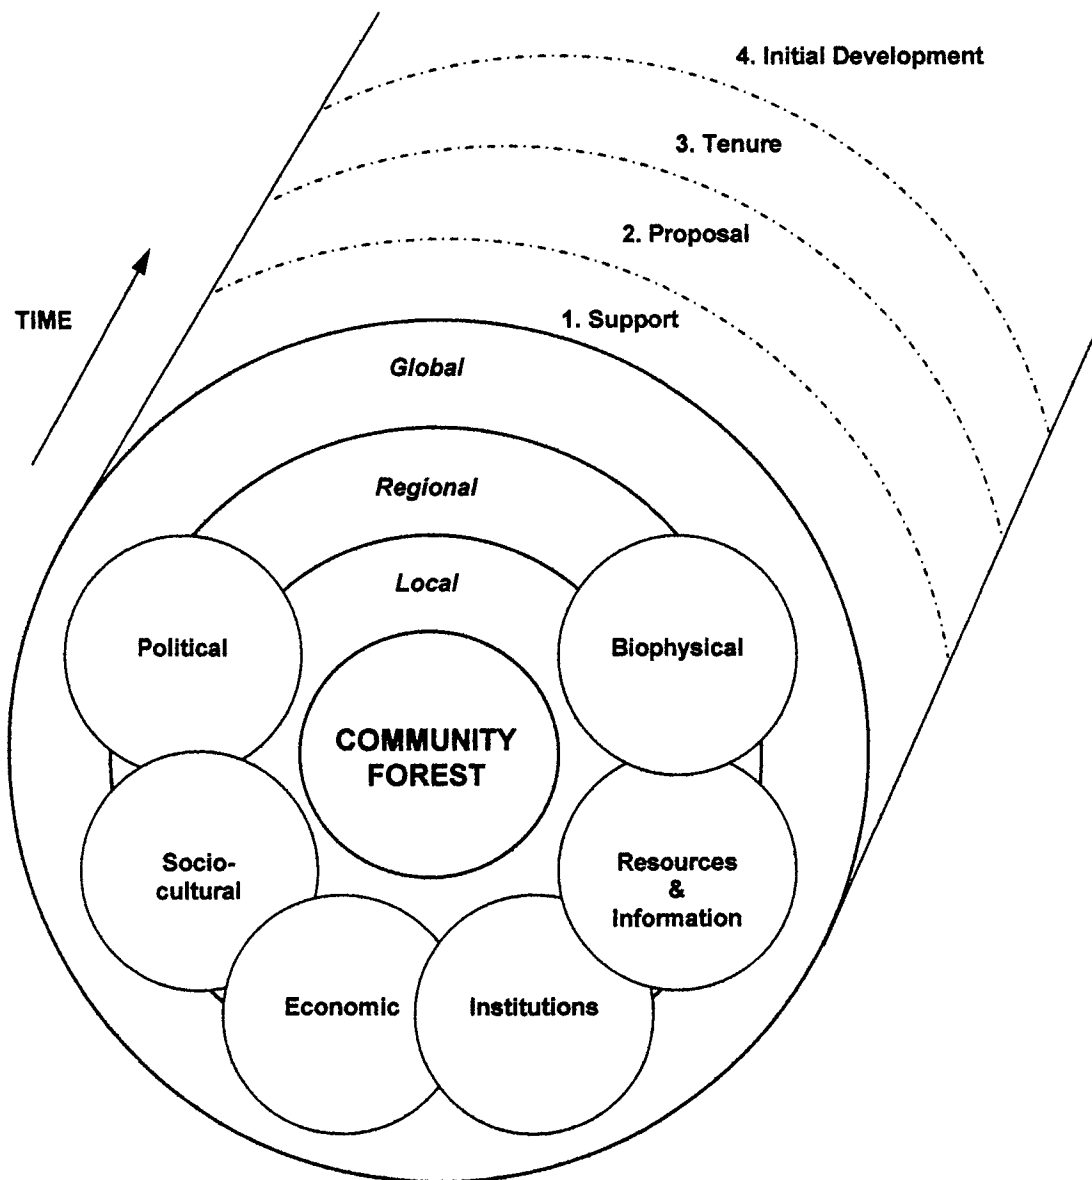 4. Initial Development
3. Tenure
2. Proposal
TIME
1. Support
Global
Regional
Local
Political
Biophysical
COMMUNITY
FOREST
Socio-
cultural
Resources
&
Information
Economic
Institutions